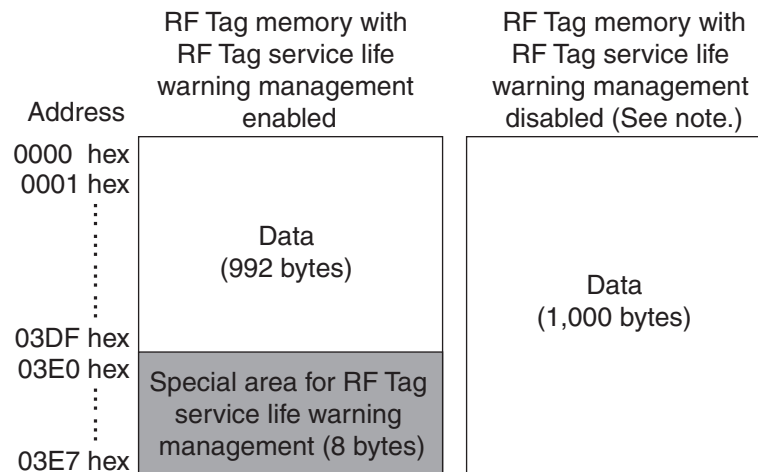 RF Tag memory with
RF Tag service life
warning management
enabled
RF Tag memory with
RF Tag service life
warning management
disabled (See note.)
Address
0000 hex
0001 hex
03DF hex
03E0 hex
03E7 hex
Data
(992 bytes)
Special area for RF Tag
service life warning
management (8 bytes)
Data
(1,000 bytes)